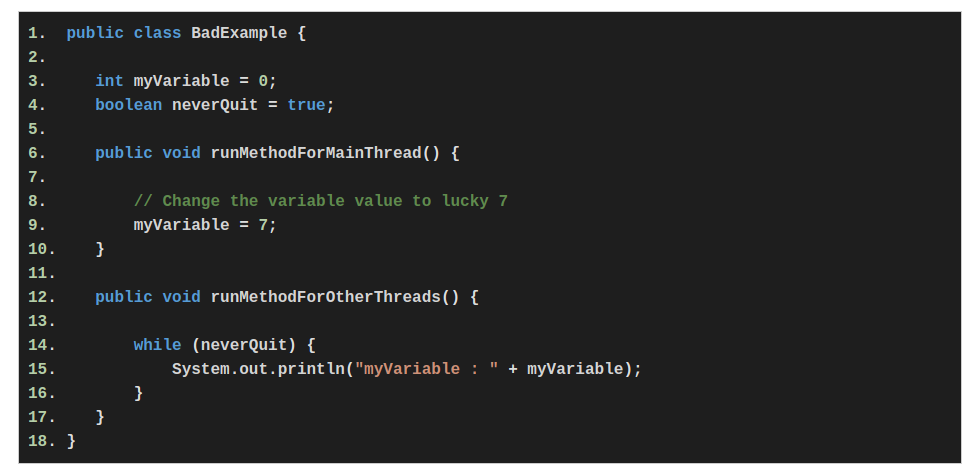 1.  public class BadExample {
2.
3.     int myVariable = 0;
4.     boolean neverQuit = true;
5.
6.     public void runMethodForMainThread() {
7.
8.         // Change the variable value to lucky 7
9.         myVariable = 7;
10.    }
11.
12.    public void runMethodForOtherThreads() {
13.
14.        while (neverQuit) {
15.            System.out.println("myVariable : " + myVariable);
16.        }
17.    }
18. }